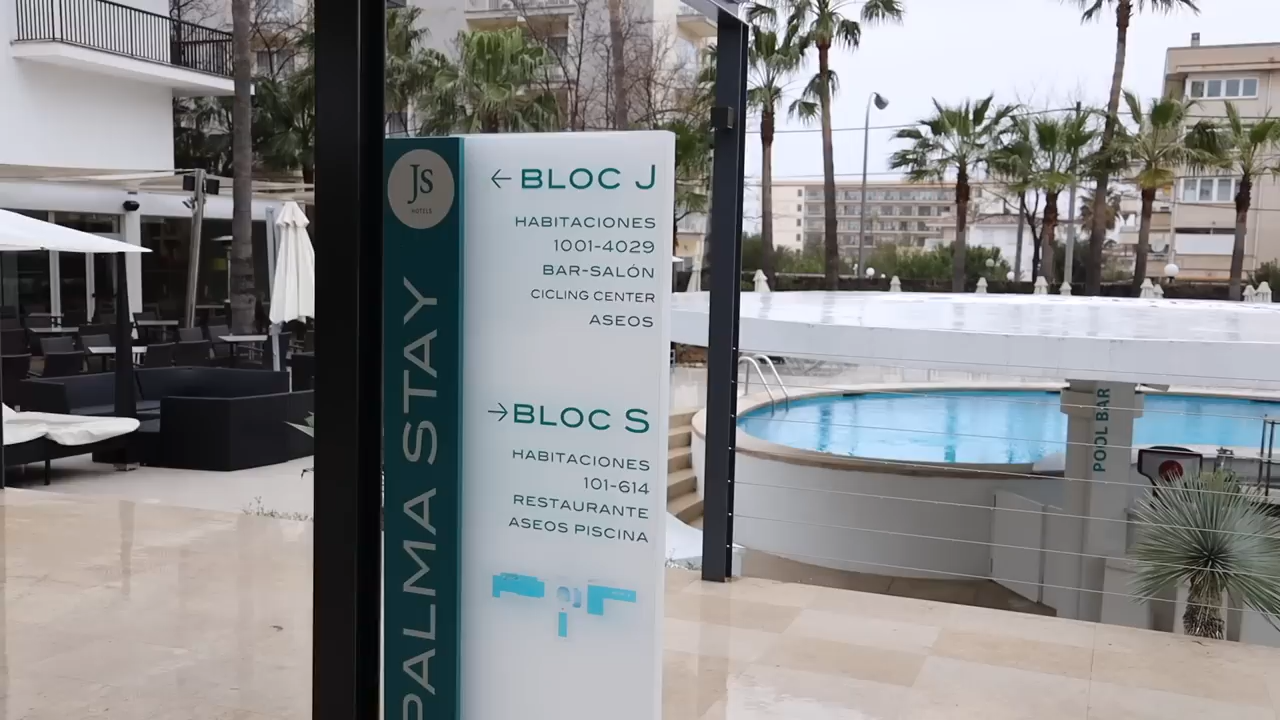 JS
HOTELS
PALMA STAY
← BLOC J
HABITACIONES
1001-4029
BAR-SALÓN
CICLING CENTER
ASEOS
→ BLOC S
HABITACIONES
101-614
RESTAURANTE
ASEOS PISCINA
POOL BAR